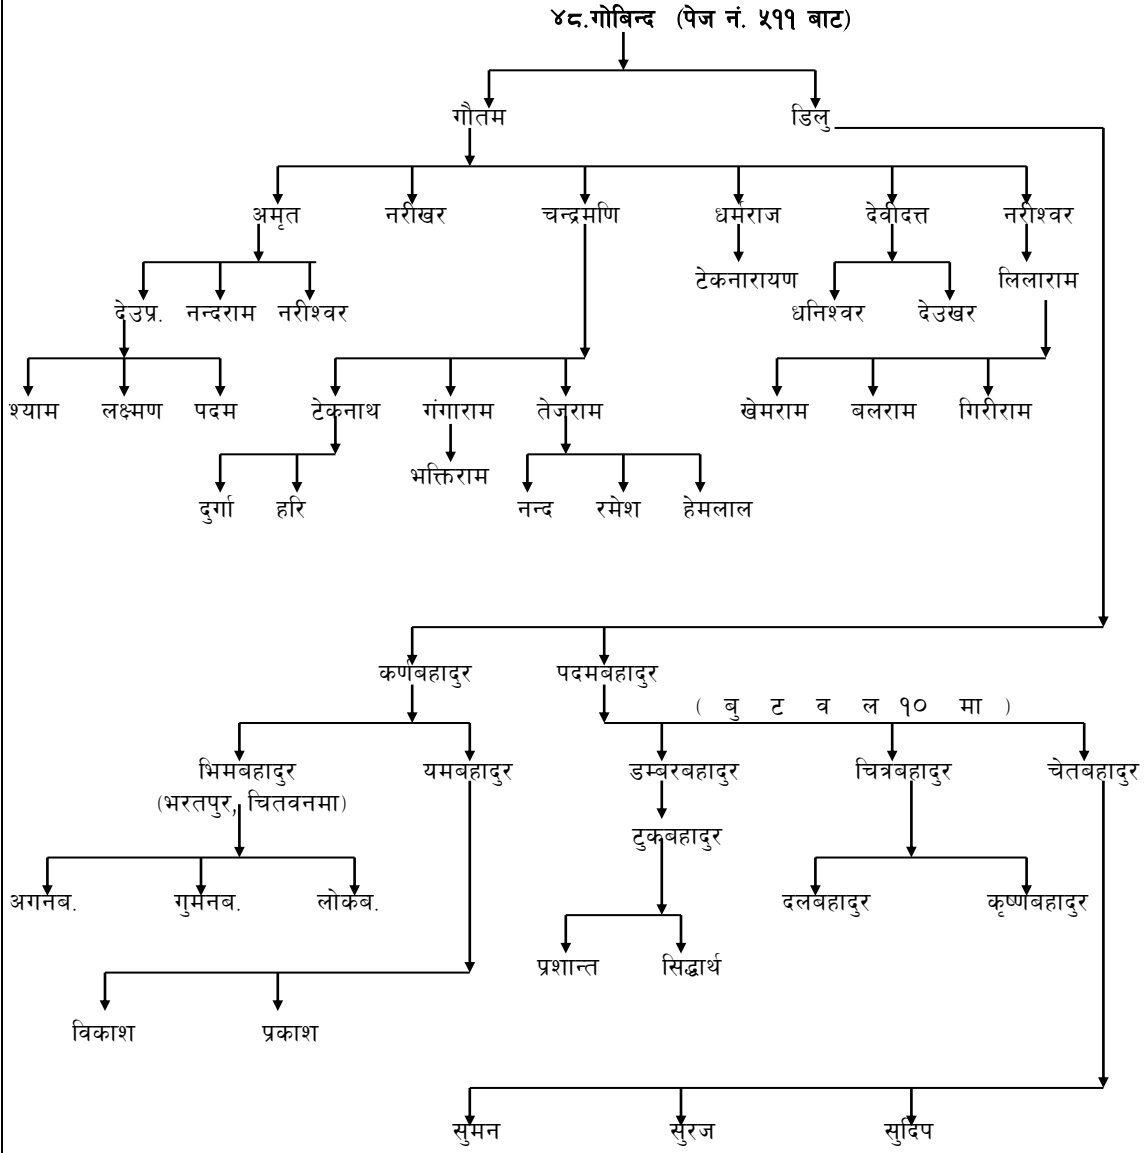 ४८.गोबिन्द (पेज नं. ५११ बाट)
गौतम डिलु
अमृत नरीखर चन्द्रमणि धर्मराज देवीदत्त नरीश्वर
टेकनारायण लिलाराम
देउप्र. नन्दराम नरीश्वर धनिश्वर देउखर
श्याम लक्ष्मण पदम टेकनाथ गंगाराम तेजराम खेमराम बलराम गिरीराम
भक्तिराम
दुर्गा हरि नन्द रमेश हेमलाल
कर्णबहादुर पदमबहादुर
( बु ट व ल १० मा )
भिमबहादुर यमबहादुर डम्बरबहादुर चित्रबहादुर चेतबहादुर
(भरतपुर, चितवनमा)
टुकबहादुर
अगनब. गुमनब. लोकब. दलबहादुर कृष्णबहादुर
प्रशान्त सिद्धार्थ
विकाश प्रकाश
सुमन सुरज सुदिप